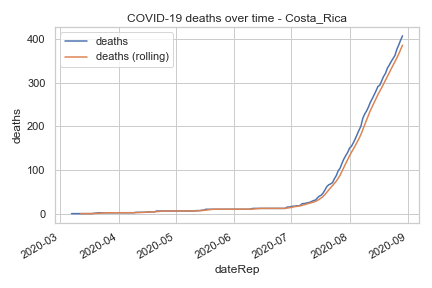 COVID-19 deaths over time - Costa_Rica
deaths
deaths (rolling)
400
300
200
100
0
deaths
2020-03
2020-04
2020-05
2020-06
2020-07
2020-08
2020-09
dateRep